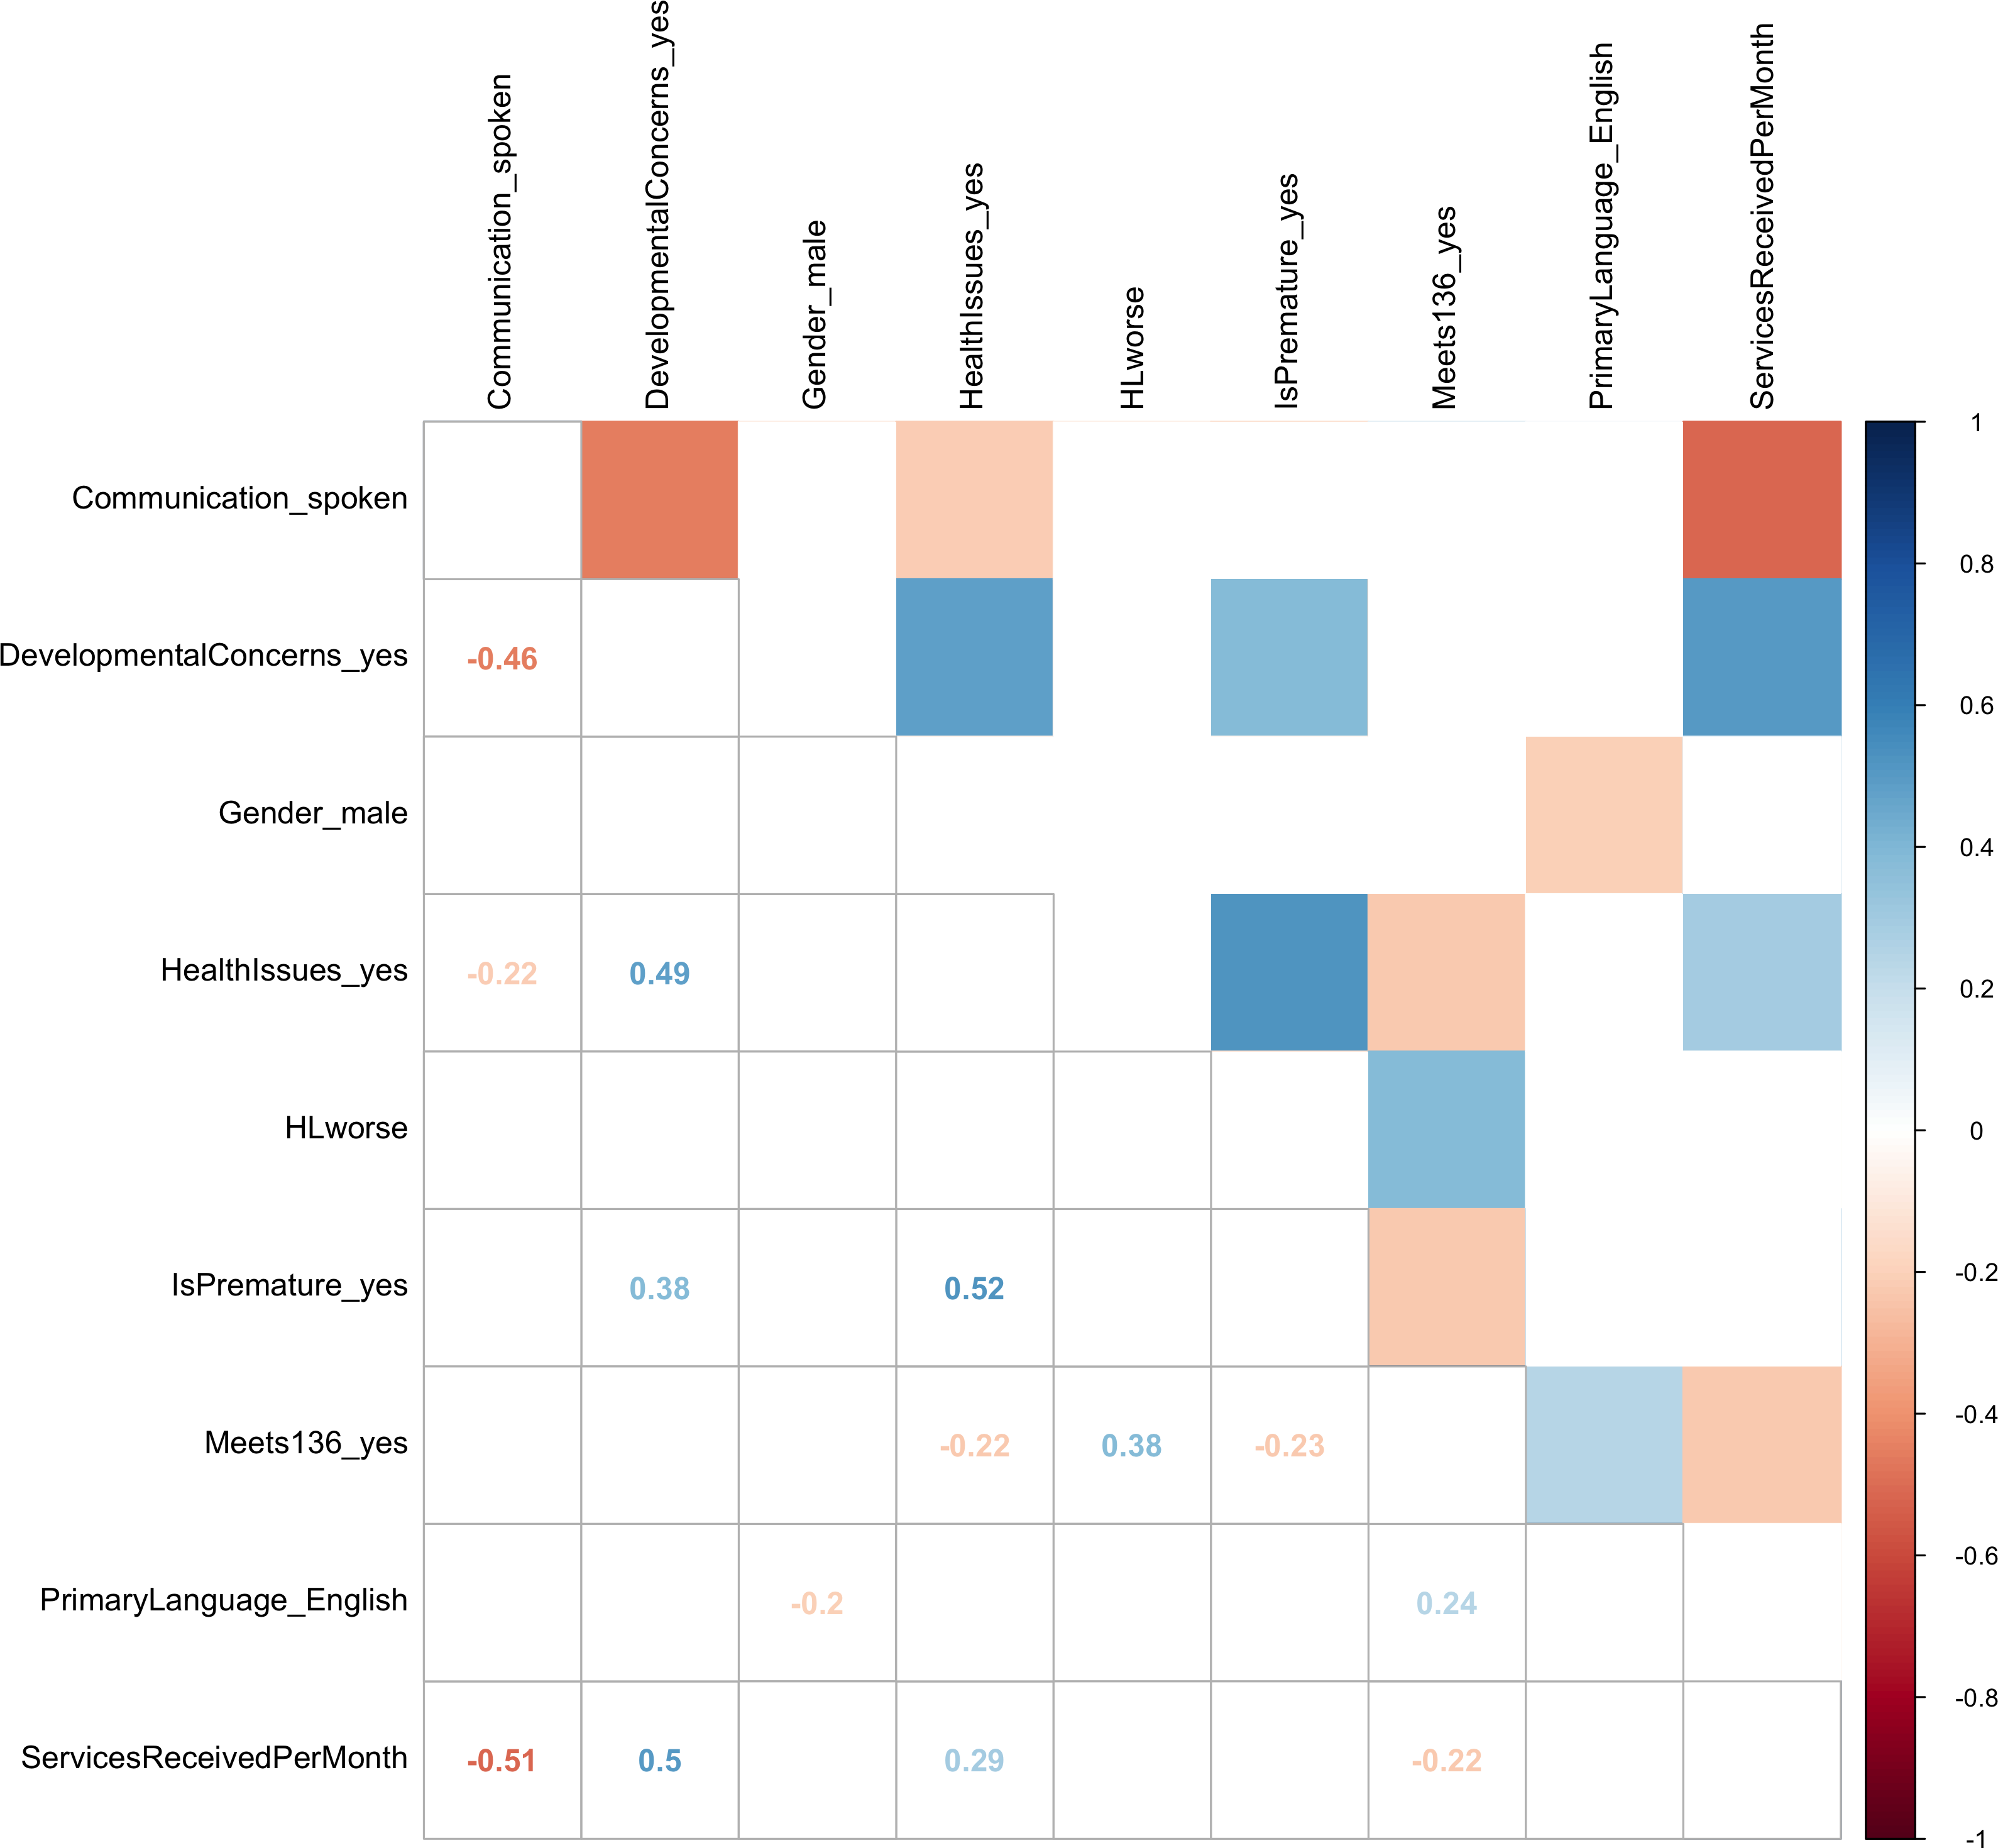 Communication_spoken
DevelopmentalConcerns_yes
Gender_male
HealthIssues_yes
HLworse
IsPremature_yes
Meets136_yes
PrimaryLanguage_English
ServicesReceivedPerMonth
1
Communication_spoken
0.8
DevelopmentalConcerns_yes -0.46
0.6
Gender_male
0.4
HealthIssues_yes -0.22 0.49
0.2
HLworse
0
IsPremature_yes 0.38 0.52
-0.2
Meets136_yes -0.22 0.38 -0.23
-0.4
PrimaryLanguage_English -0.2 0.24
-0.6
ServicesReceivedPerMonth -0.51 0.5 0.29 -0.22
-0.8
-1